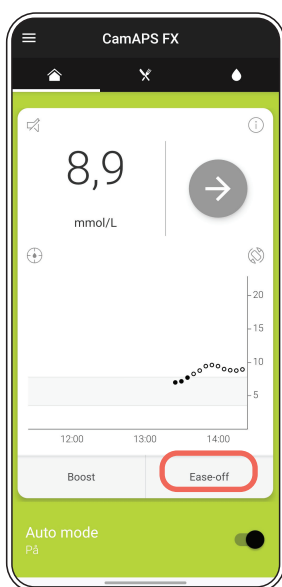 CamAPS FX
8,9
mmol/L
20
15
10
5
12:00 13:00 14:00
Boost Ease-off
Auto mode
På